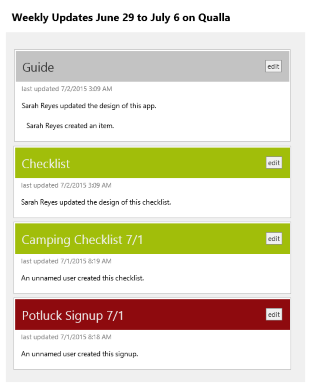 Weekly Updates June 29 to July 6 on Qualla
Guide
edit
last updated 7/2/2015 3:09 AM
Sarah Reyes updated the design of this app.
Sarah Reyes created an item.
Checklist
edit
last updated 7/2/2015 3:09 AM
Sarah Reyes updated the design of this checklist.
Camping Checklist 7/1
edit
last updated 7/1/2015 8:19 AM
An unnamed user created this checklist.
Potluck Signup 7/1
edit
last updated 7/1/2015 8:18 AM
An unnamed user created this signup.